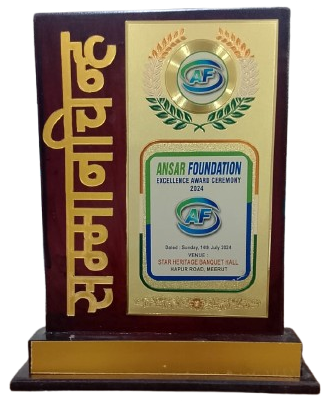 सम्मानचिन्ह
AF
ANSAR FOUNDATION
EXCELLENCE AWARD CEREMONY
2024
AF
Dated : Sunday, 14th July 2024
VENUE :
STAR HERITAGE BANQUET HALL
HAPUR ROAD, MEERUT